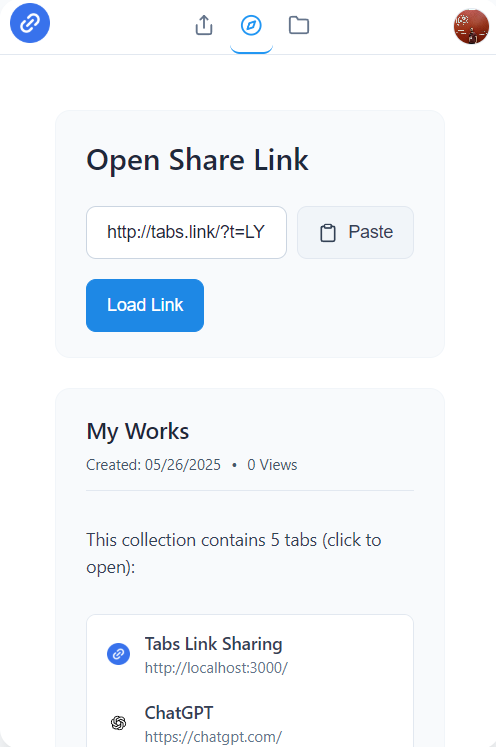 Open Share Link
http://tabs.link/?t=LY
Paste
Load Link
My Works
Created: 05/26/2025 • 0 Views
This collection contains 5 tabs (click to
open):
Tabs Link Sharing
http://localhost:3000/
ChatGPT
https://chatgpt.com/